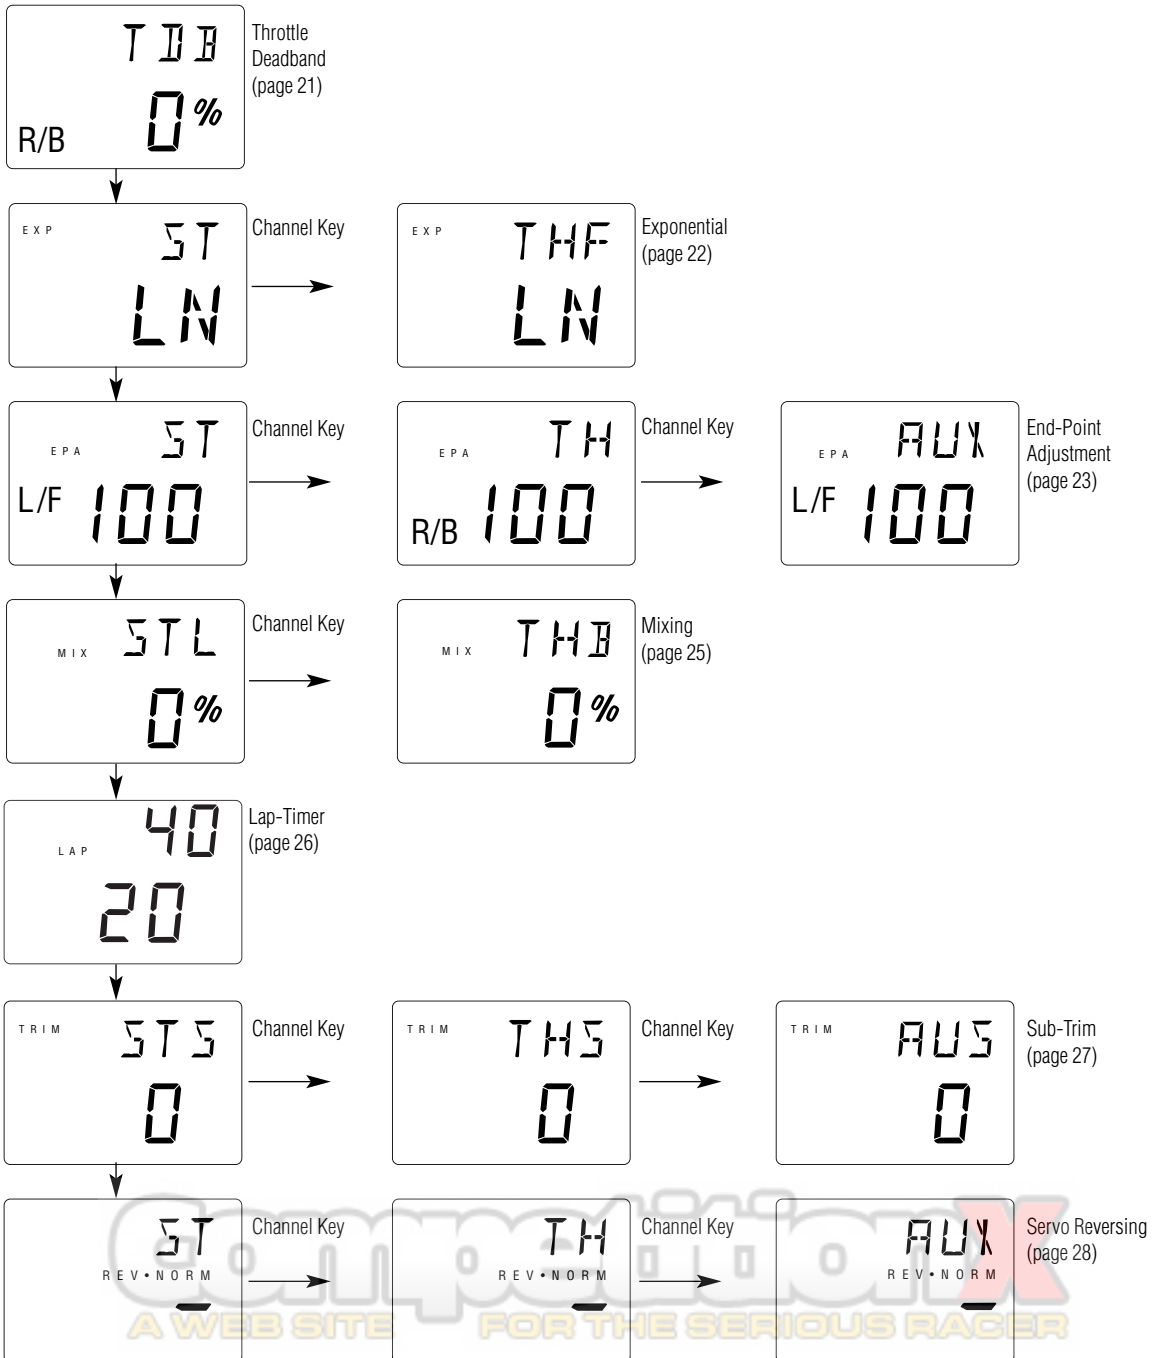 TDB
0%
R/B
Throttle
Deadband
(page 21)
EXP
ST
LN
Channel Key
EXP
THF
LN
Exponential
(page 22)
EPA
ST
L/F 100
Channel Key
EPA
TH
R/B 100
Channel Key
EPA
AUX
L/F 100
End-Point
Adjustment
(page 23)
MIX
STL
0%
Channel Key
MIX
THB
0%
Mixing
(page 25)
40
LAP
20
Lap-Timer
(page 26)
TRIM
STS
0
Channel Key
TRIM
THS
0
Channel Key
TRIM
AUS
0
Sub-Trim
(page 27)
ST
REV•NORM
Channel Key
TH
REV•NORM
Channel Key
AUX
REV•NORM
Servo Reversing
(page 28)
CompetitionX
A WEB SITE FOR THE SERIOUS RACER